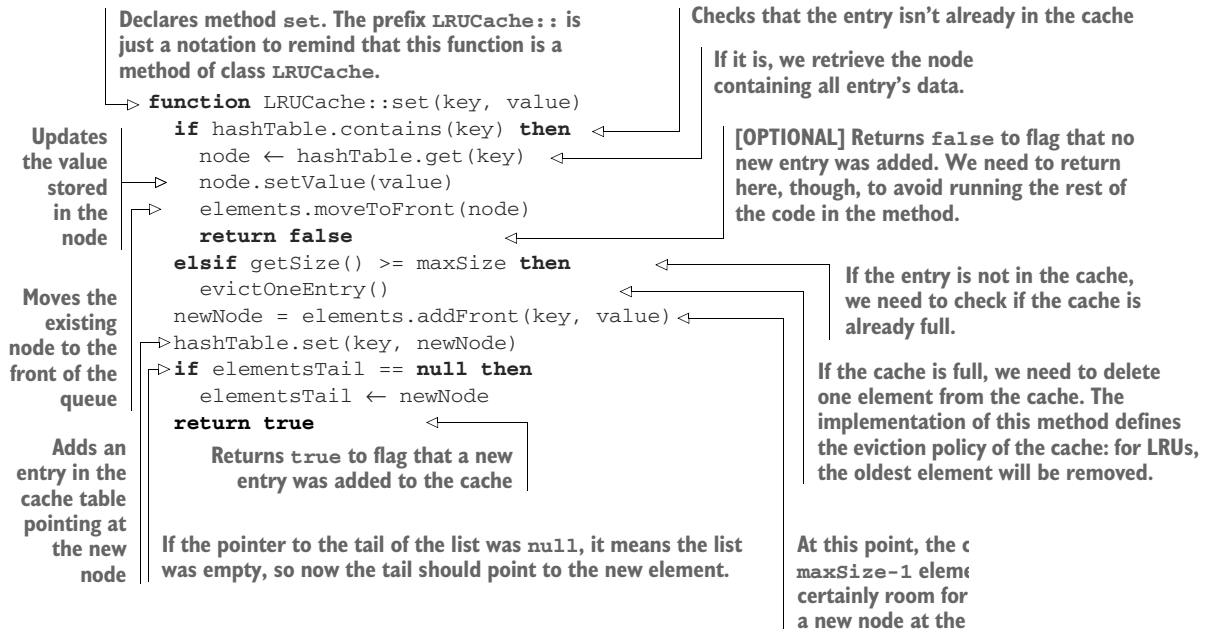 Declares method set. The prefix LRUCache:: is
just a notation to remind that this function is a
method of class LRUCache.
Checks that the entry isn't already in the cache
If it is, we retrieve the node
containing all entry's data.
function LRUCache::set(key, value)
if hashTable.contains(key) then
node ← hashTable.get(key)
node.setValue(value)
elements.moveToFront(node)
return false
elsif getSize() >= maxSize then
evictOneEntry()
newNode = elements.addFront(key, value)
hashTable.set(key, newNode)
if elementsTail == null then
elementsTail ← newNode
return true
Updates
the value
stored
in the
node
[OPTIONAL] Returns false to flag that no
new entry was added. We need to return
here, though, to avoid running the rest of
the code in the method.
Moves the
existing
node to the
front of the
queue
If the entry is not in the cache,
we need to check if the cache is
already full.
If the cache is full, we need to delete
one element from the cache. The
implementation of this method defines
the eviction policy of the cache: for LRUs,
the oldest element will be removed.
Adds an
entry in the
cache table
pointing at
the new
node
Returns true to flag that a new
entry was added to the cache
If the pointer to the tail of the list was null, it means the list
was empty, so now the tail should point to the new element.
At this point, the
maxSize-1
certainly room for
a new node at the